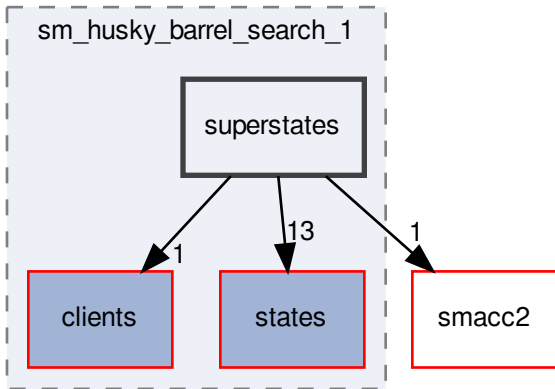 sm_husky_barrel_search_1
superstates
1
13
1
clients
states
smacc2